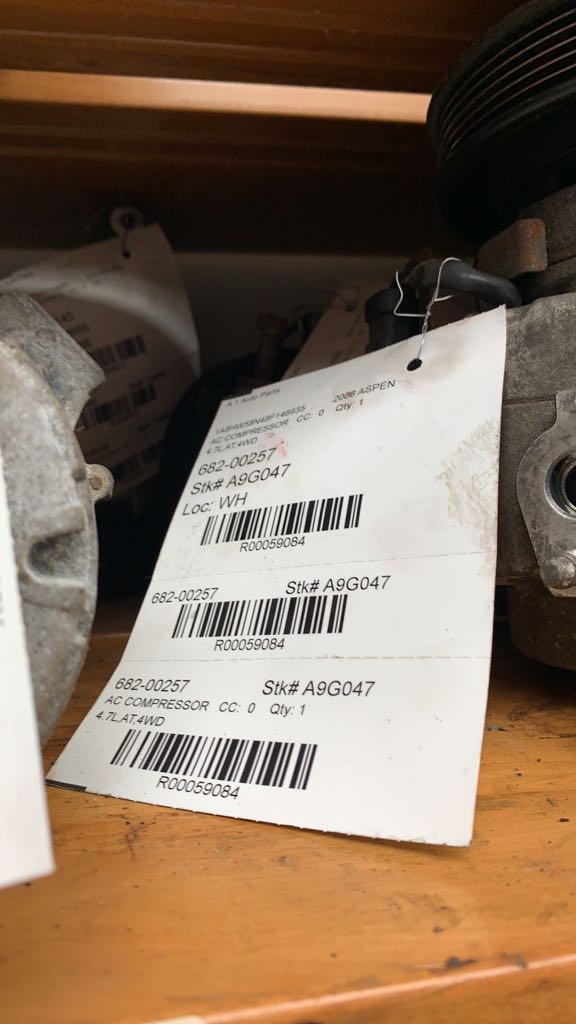 A 1 Auto Parts
2008 ASPEN
1A8HW58N48F146935
AC COMPRESSOR CC: 0 Qty: 1
4.7L,AT,4WD
682-00257
Stk# A9G047
Loc: WH
R00059084
682-00257 Stk# A9G047
R00059084
682-00257 Stk# A9G047
AC COMPRESSOR CC: 0 Qty: 1
4.7L,AT,4WD
R00059084